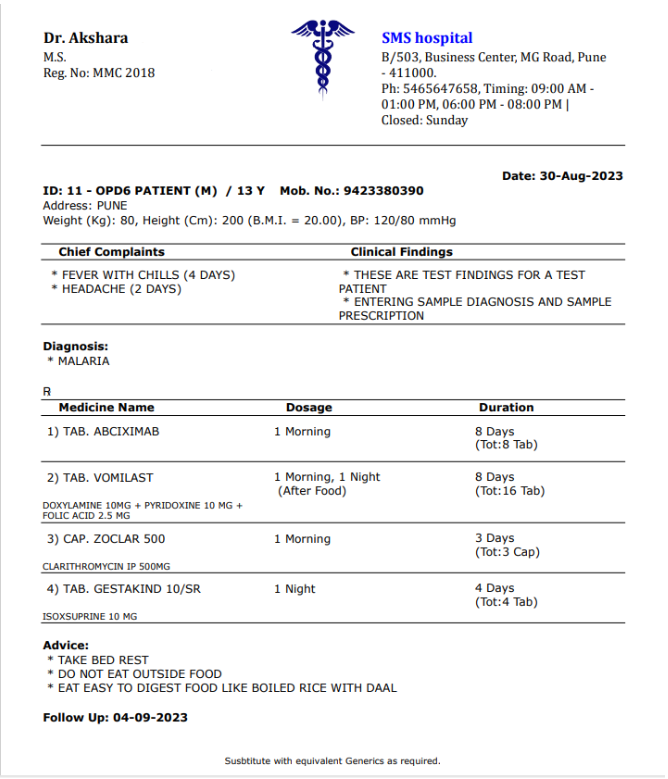 Dr. Akshara
M.S.
Reg. No: MMC 2018
SMS hospital
B/503, Business Center, MG Road, Pune
- 411000.
Ph: 5465647658, Timing: 09:00 AM -
01:00 PM, 06:00 PM - 08:00 PM |
Closed: Sunday
Date: 30-Aug-2023
ID: 11 - OPD6 PATIENT (M) / 13 Y Mob. No.: 9423380390
Address: PUNE
Weight (Kg): 80, Height (Cm): 200 (B.M.I. = 20.00), BP: 120/80 mmHg
Chief Complaints Clinical Findings
* FEVER WITH CHILLS (4 DAYS)
* HEADACHE (2 DAYS)
* THESE ARE TEST FINDINGS FOR A TEST
PATIENT
* ENTERING SAMPLE DIAGNOSIS AND SAMPLE
PRESCRIPTION
Diagnosis:
* MALARIA
℞
Medicine Name Dosage Duration
1) TAB. ABCIXIMAB 1 Morning 8 Days
(Tot:8 Tab)
2) TAB. VOMILAST 1 Morning, 1 Night 8 Days
(After Food) (Tot:16 Tab)
DOXYLAMINE 10MG + PYRIDOXINE 10 MG +
FOLIC ACID 2.5 MG
3) CAP. ZOCLAR 500 1 Morning 3 Days
(Tot:3 Cap)
CLARITHROMYCIN IP 500MG
4) TAB. GESTAKIND 10/SR 1 Night 4 Days
(Tot:4 Tab)
ISOXSUPRINE 10 MG
Advice:
* TAKE BED REST
* DO NOT EAT OUTSIDE FOOD
* EAT EASY TO DIGEST FOOD LIKE BOILED RICE WITH DAAL
Follow Up: 04-09-2023
Susbtitute with equivalent Generics as required.